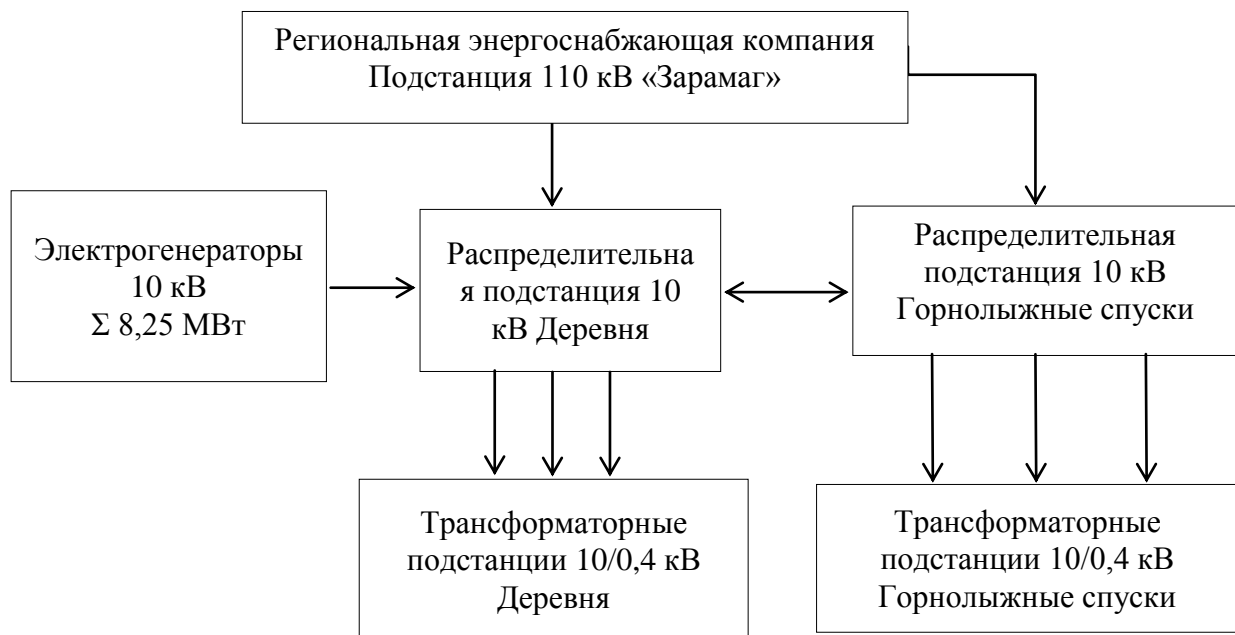 Региональная энергоснабжающая компания
Подстанция 110 кВ «Зарамаг»
Электрогенераторы
10 кВ
Σ 8,25 МВт
Распределительна
я подстанция 10
кВ Деревня
Распределительная
подстанция 10 кВ
Горнолыжные спуски
Трансформаторные
подстанции 10/0,4 кВ
Деревня
Трансформаторные
подстанции 10/0,4 кВ
Горнолыжные спуски